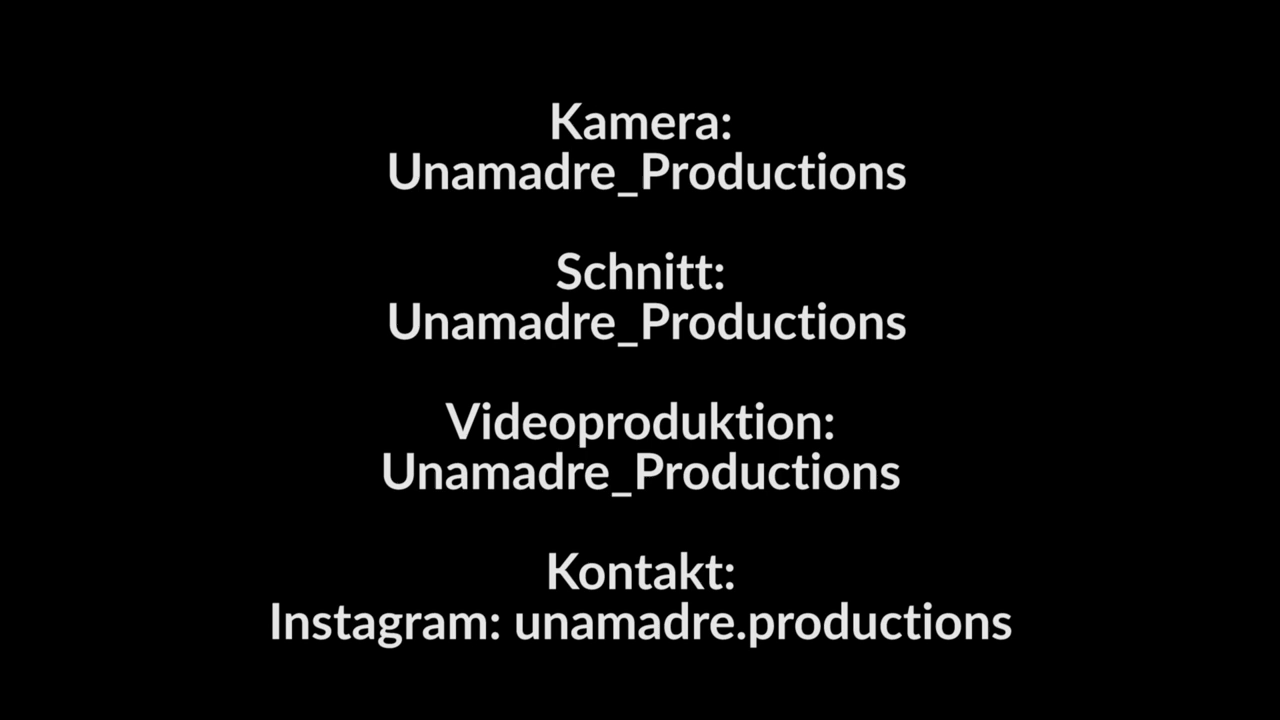 Kamera:
Unamadre_Productions
Schnitt:
Unamadre_Productions
Videoproduktion:
Unamadre_Productions
Kontakt:
Instagram: unamadre.productions